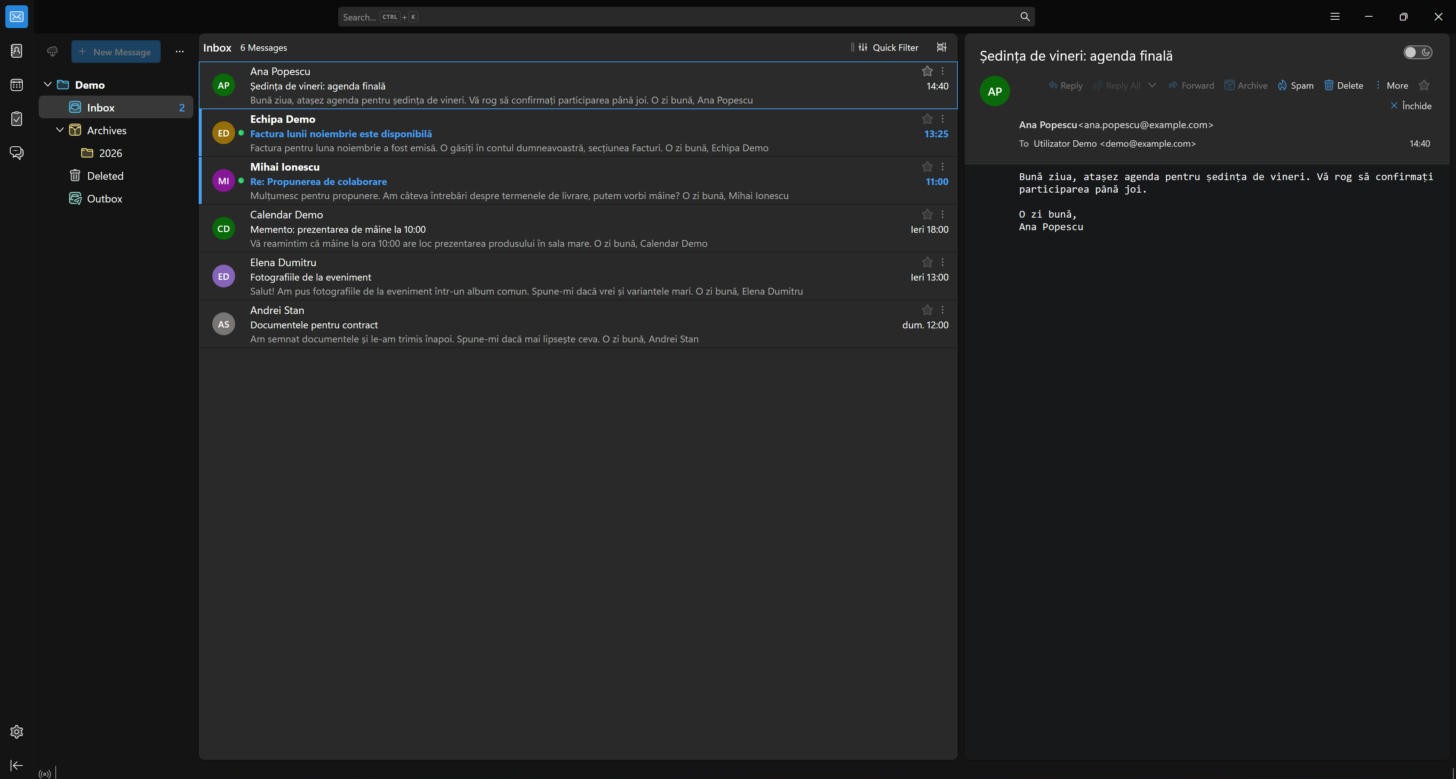 Search... CTRL + K
New Message
Demo
Inbox 2
Archives
2026
Deleted
Outbox
Inbox 6 Messages
Quick Filter
AP
Ana Popescu
Ședința de vineri: agenda finală
14:40
Bună ziua, atașez agenda pentru ședința de vineri. Vă rog să confirmați participarea până joi. O zi bună, Ana Popescu
ED
Echipa Demo
Factura lunii noiembrie este disponibilă
13:25
Factura pentru luna noiembrie a fost emisă. O găsiți în contul dumneavoastră, secțiunea Facturi. O zi bună, Echipa Demo
MI
Mihai Ionescu
Re: Propunerea de colaborare
11:00
Mulțumesc pentru propunere. Am câteva întrebări despre termenele de livrare, putem vorbi mâine? O zi bună, Mihai Ionescu
CD
Calendar Demo
Memento: prezentarea de mâine la 10:00
Ieri 18:00
Vă reamintim că mâine la ora 10:00 are loc prezentarea produsului în sala mare. O zi bună, Calendar Demo
ED
Elena Dumitru
Fotografiile de la eveniment
Ieri 13:00
Salut! Am pus fotografiile de la eveniment într-un album comun. Spune-mi dacă vrei și variantele mari. O zi bună, Elena Dumitru
AS
Andrei Stan
Documentele pentru contract
dum. 12:00
Am semnat documentele și le-am trimis înapoi. Spune-mi dacă mai lipsește ceva. O zi bună, Andrei Stan
Ședința de vineri: agenda finală
AP
Reply Reply All Forward Archive Spam Delete More
Închide
Ana Popescu<ana.popescu@example.com>
To Utilizator Demo <demo@example.com> 14:40
Bună ziua, atașez agenda pentru ședința de vineri. Vă rog să confirmați
participarea până joi.
O zi bună,
Ana Popescu